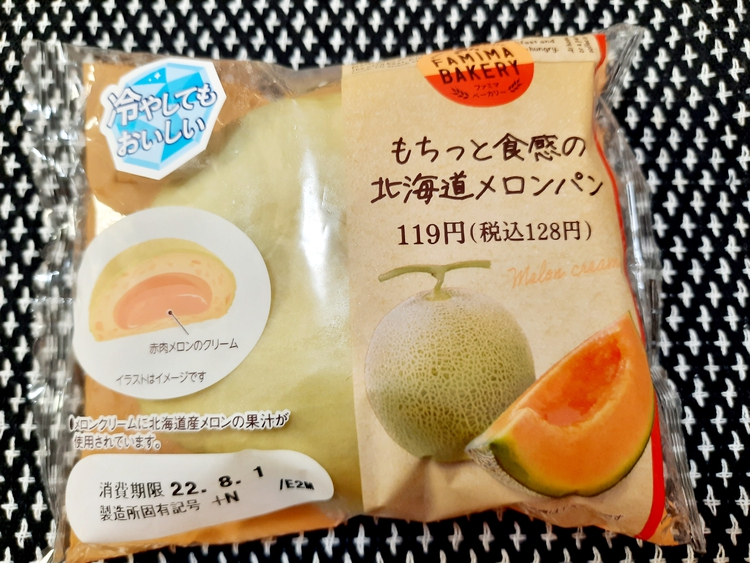 冷やしても
おいしい
FAMIMA
BAKERY
ファミマ
ベーカリー
もちっと食感の
北海道メロンパン
119円(税込128円)
Melon cream
赤肉メロンのクリーム
イラストはイメージです
メロンクリームに北海道産メロンの果汁が
使用されています。
消費期限 22.8.1 /E2M
製造所固有記号 +N